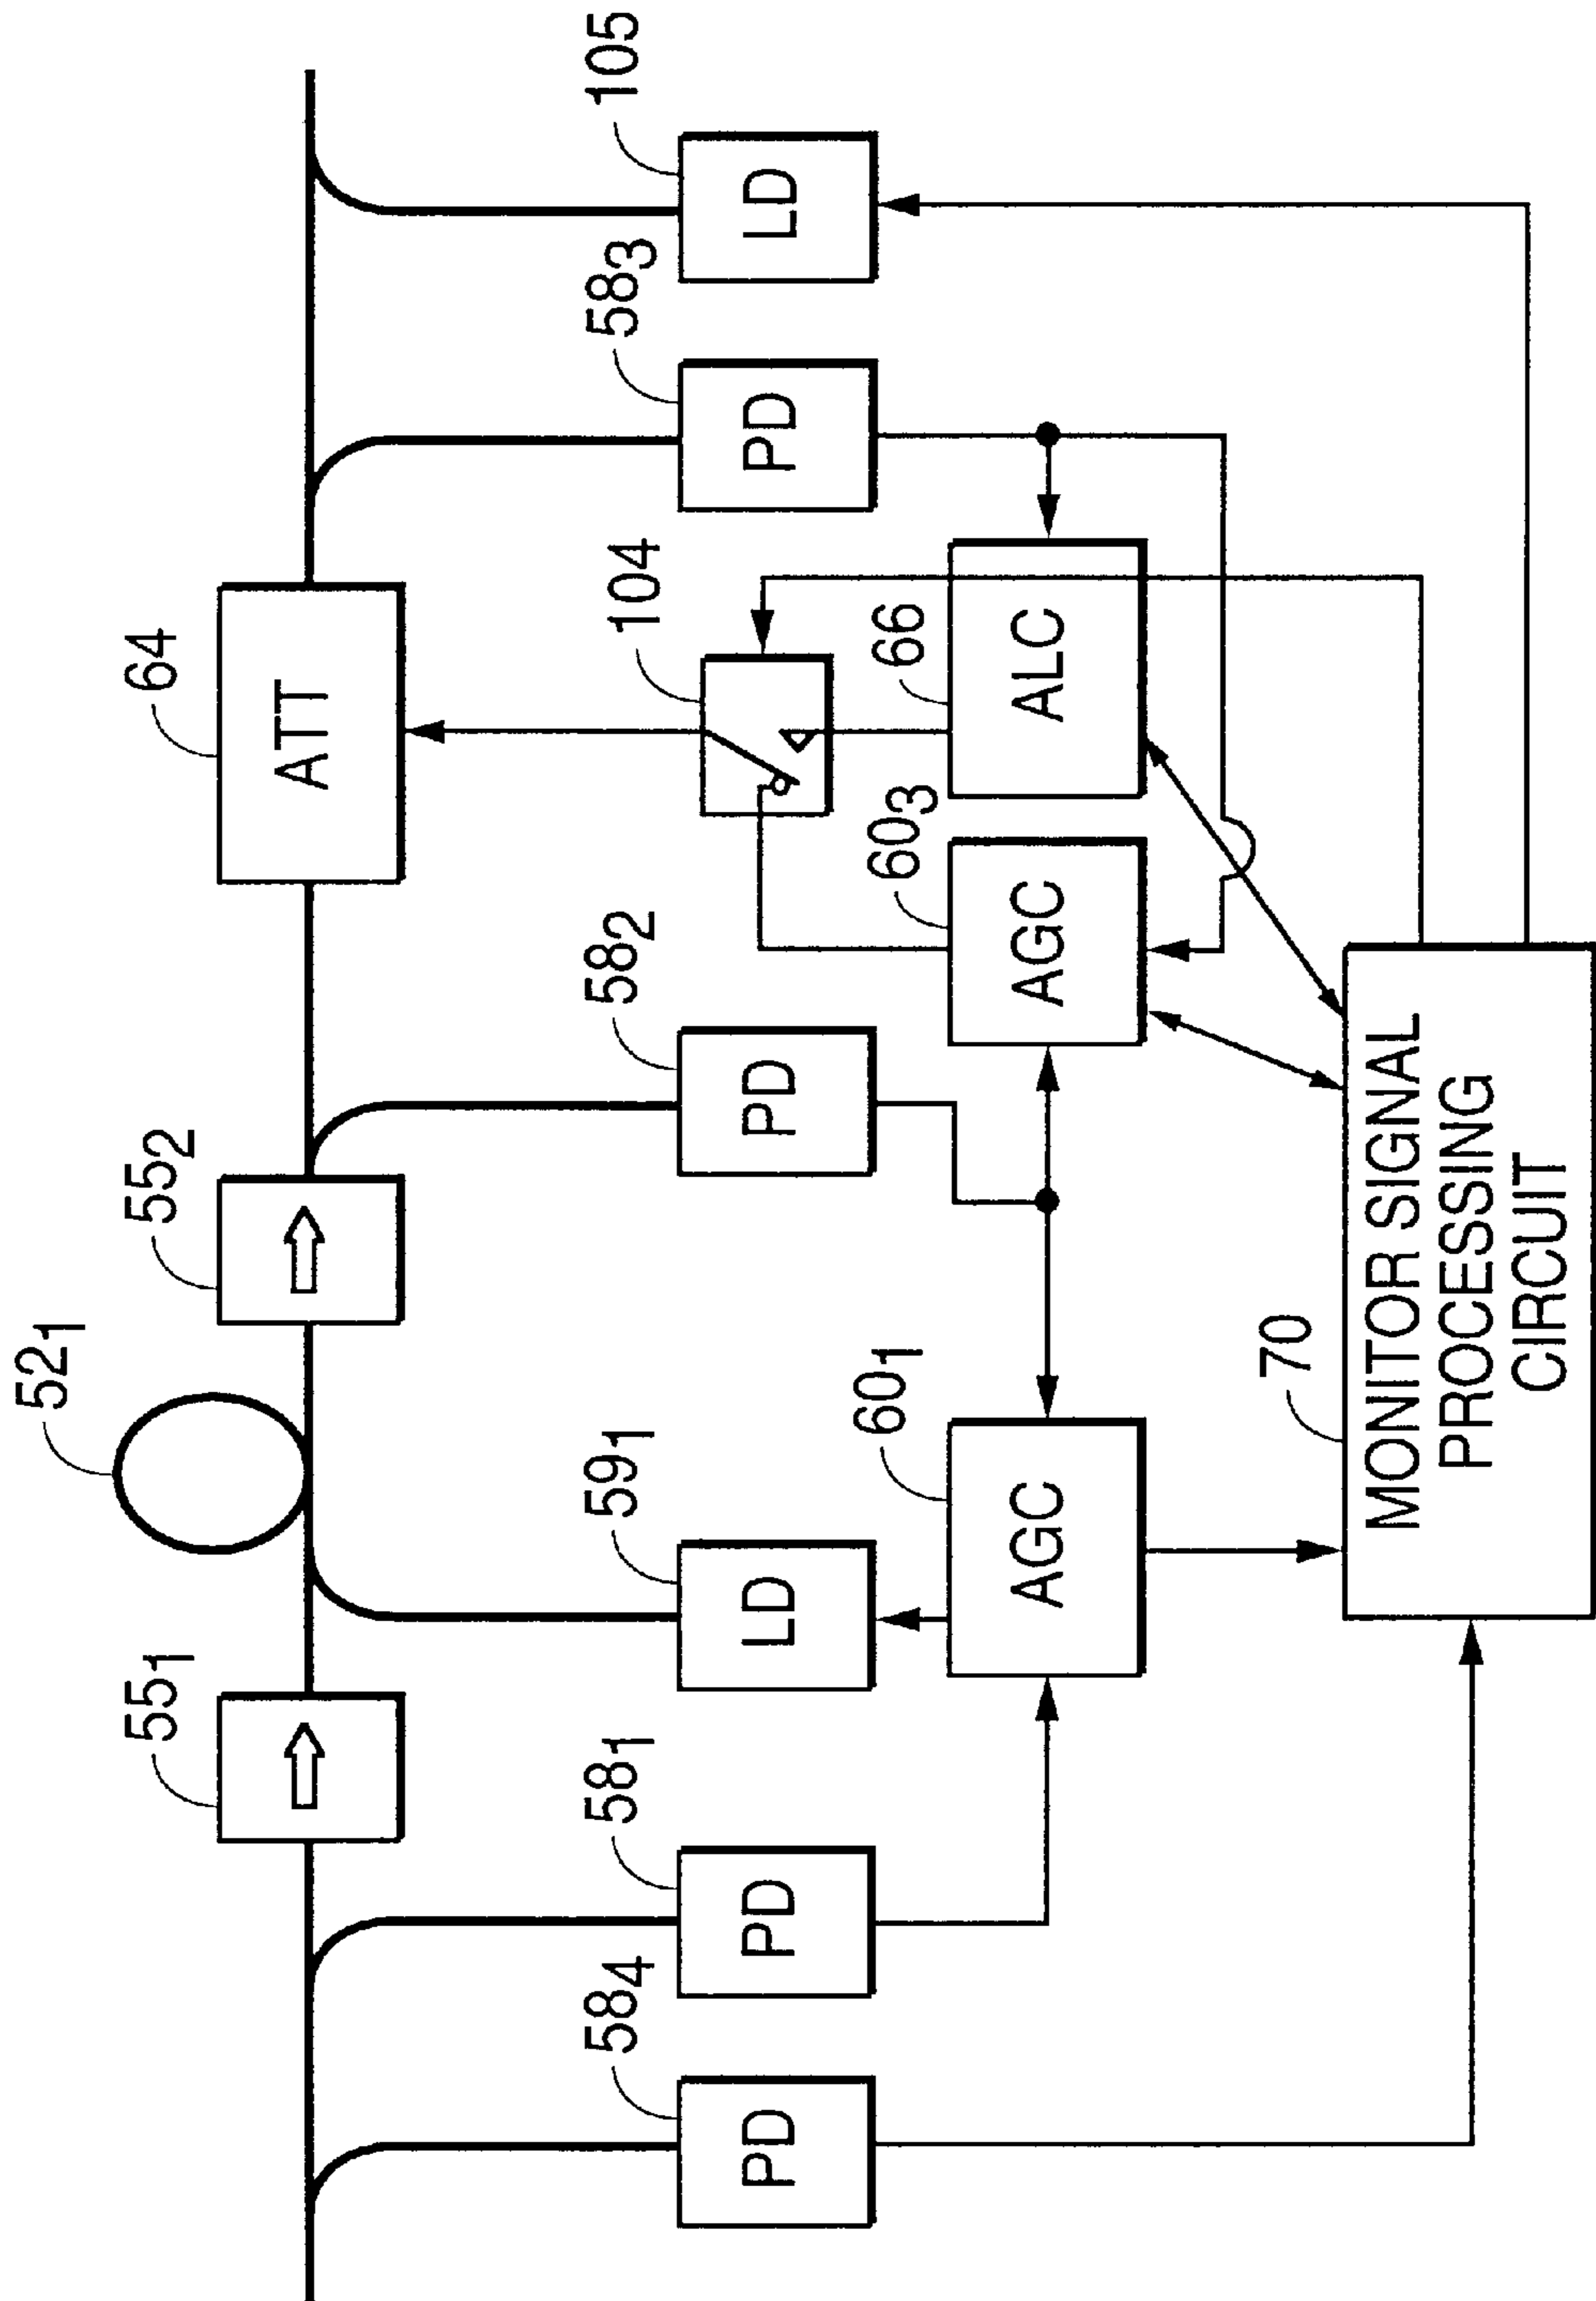 52₁
55₁
55₂
64
ATT
58₄
58₁
59₁
58₂
104
58₃
105
PD
PD
LD
PD
PD
LD
60₁
60₃
66
AGC
AGC
ALC
70
MONITOR SIGNAL
PROCESSING
CIRCUIT